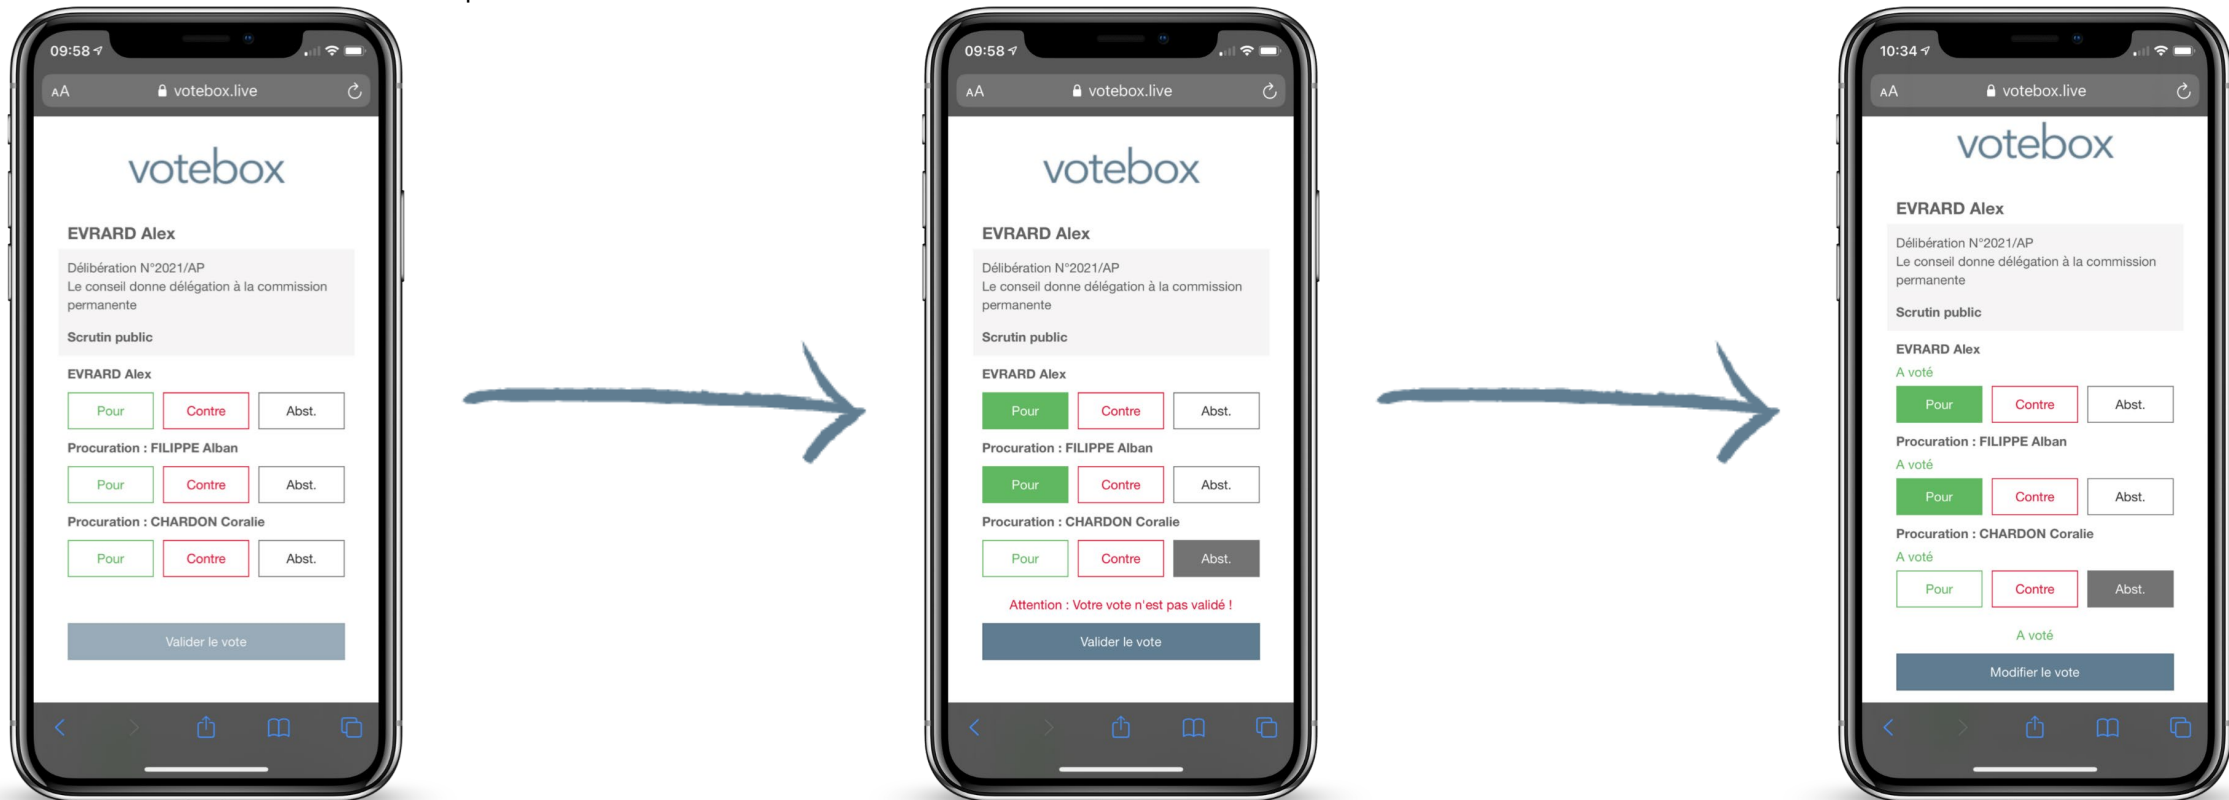 09:58
AA votebox.live
votebox
EVRARD Alex
Délibération N°2021/AP
Le conseil donne délégation à la commission
permanente
Scrutin public
EVRARD Alex
Pour Contre Abst.
Procuration : FILIPPE Alban
Pour Contre Abst.
Procuration : CHARDON Coralie
Pour Contre Abst.
Valider le vote
09:58
AA votebox.live
votebox
EVRARD Alex
Délibération N°2021/AP
Le conseil donne délégation à la commission
permanente
Scrutin public
EVRARD Alex
Pour Contre Abst.
Procuration : FILIPPE Alban
Pour Contre Abst.
Procuration : CHARDON Coralie
Pour Contre Abst.
Attention : Votre vote n'est pas validé !
Valider le vote
10:34
AA votebox.live
votebox
EVRARD Alex
Délibération N°2021/AP
Le conseil donne délégation à la commission
permanente
Scrutin public
EVRARD Alex
A voté
Pour Contre Abst.
Procuration : FILIPPE Alban
A voté
Pour Contre Abst.
Procuration : CHARDON Coralie
A voté
Pour Contre Abst.
A voté
Modifier le vote